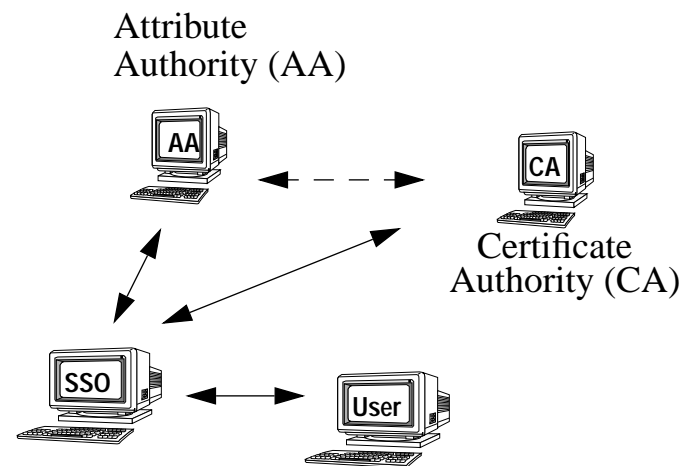 Attribute
Authority (AA)
AA
CA
Certificate
Authority (CA)
SSO
User